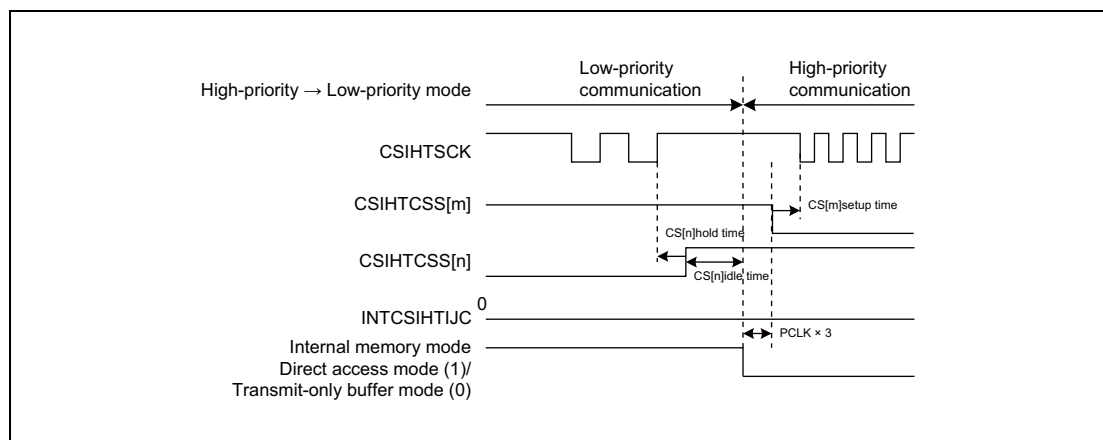 Low-priority
communication
High-priority
communication
High-priority → Low-priority mode
CSIHTSCK
CSIHTCSS[m]
CS[m]setup time
CS[n]hold time
CSIHTCSS[n]
CS[n]idle time
0
INTCSIHTIJC
PCLK × 3
Internal memory mode
Direct access mode (1)/
Transmit-only buffer mode (0)